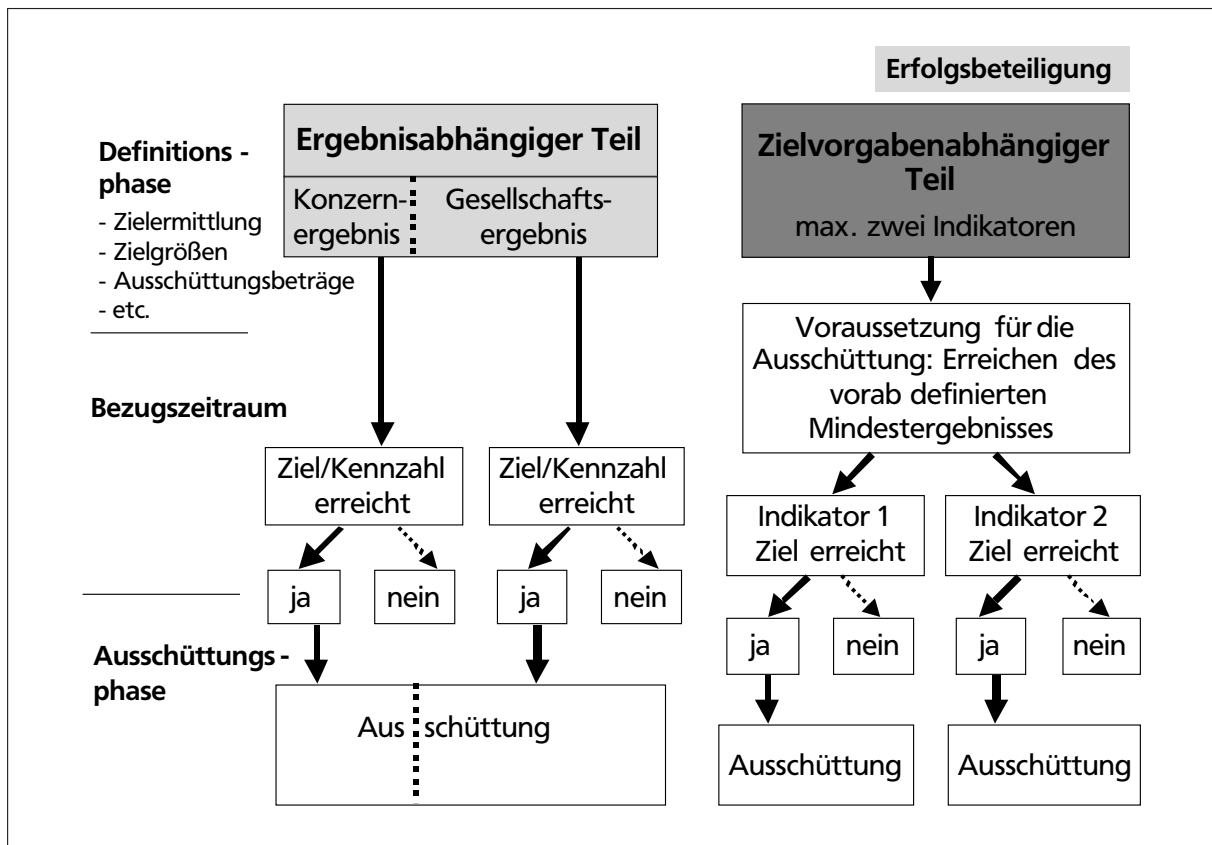 Erfolgsbeteiligung
Definitions -
phase
- Zielermittlung
- Zielgrößen
- Ausschüttungsbeträge
- etc.
Ergebnisabhängiger Teil
Konzern-
ergebnis
Gesellschafts-
ergebnis
Zielvorgabenabhängiger
Teil
max. zwei Indikatoren
Voraussetzung für die
Ausschüttung: Erreichen des
vorab definierten
Mindestergebnisses
Bezugszeitraum
Ziel/Kennzahl
erreicht
Ziel/Kennzahl
erreicht
Indikator 1
Ziel erreicht
Indikator 2
Ziel erreicht
ja
nein
ja
nein
ja
nein
ja
nein
Ausschüttungs -
phase
Aus schüttung
Ausschüttung
Ausschüttung